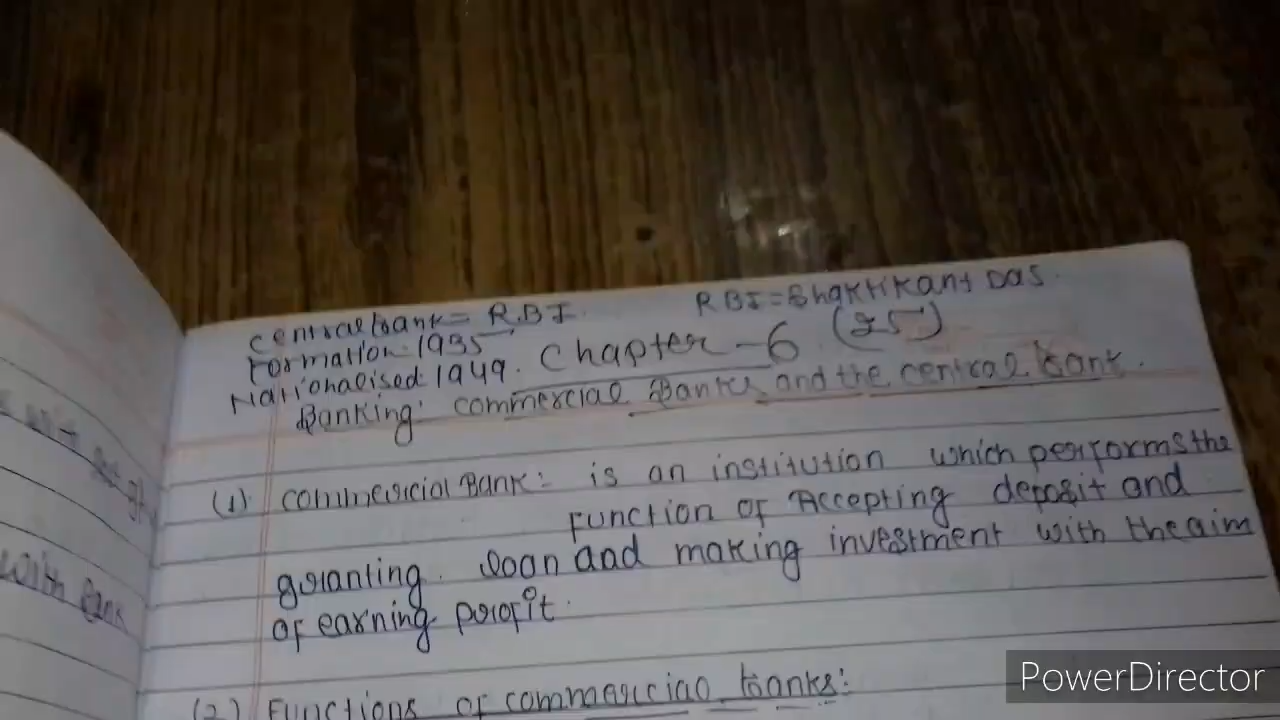 Central bank = R.B.I.
RBI = Shaktikant Das.
Formation: 1935
Nationalised: 1949.
Chapter - 6 (25)
Banking: commercial Banks and the central bank.
(1) Commercial Bank: is an institution which performs the
function of Accepting deposit and
granting loan and making investment with the aim
of earning profit.
(2) Functions of commercial banks:
with Bank
PowerDirector